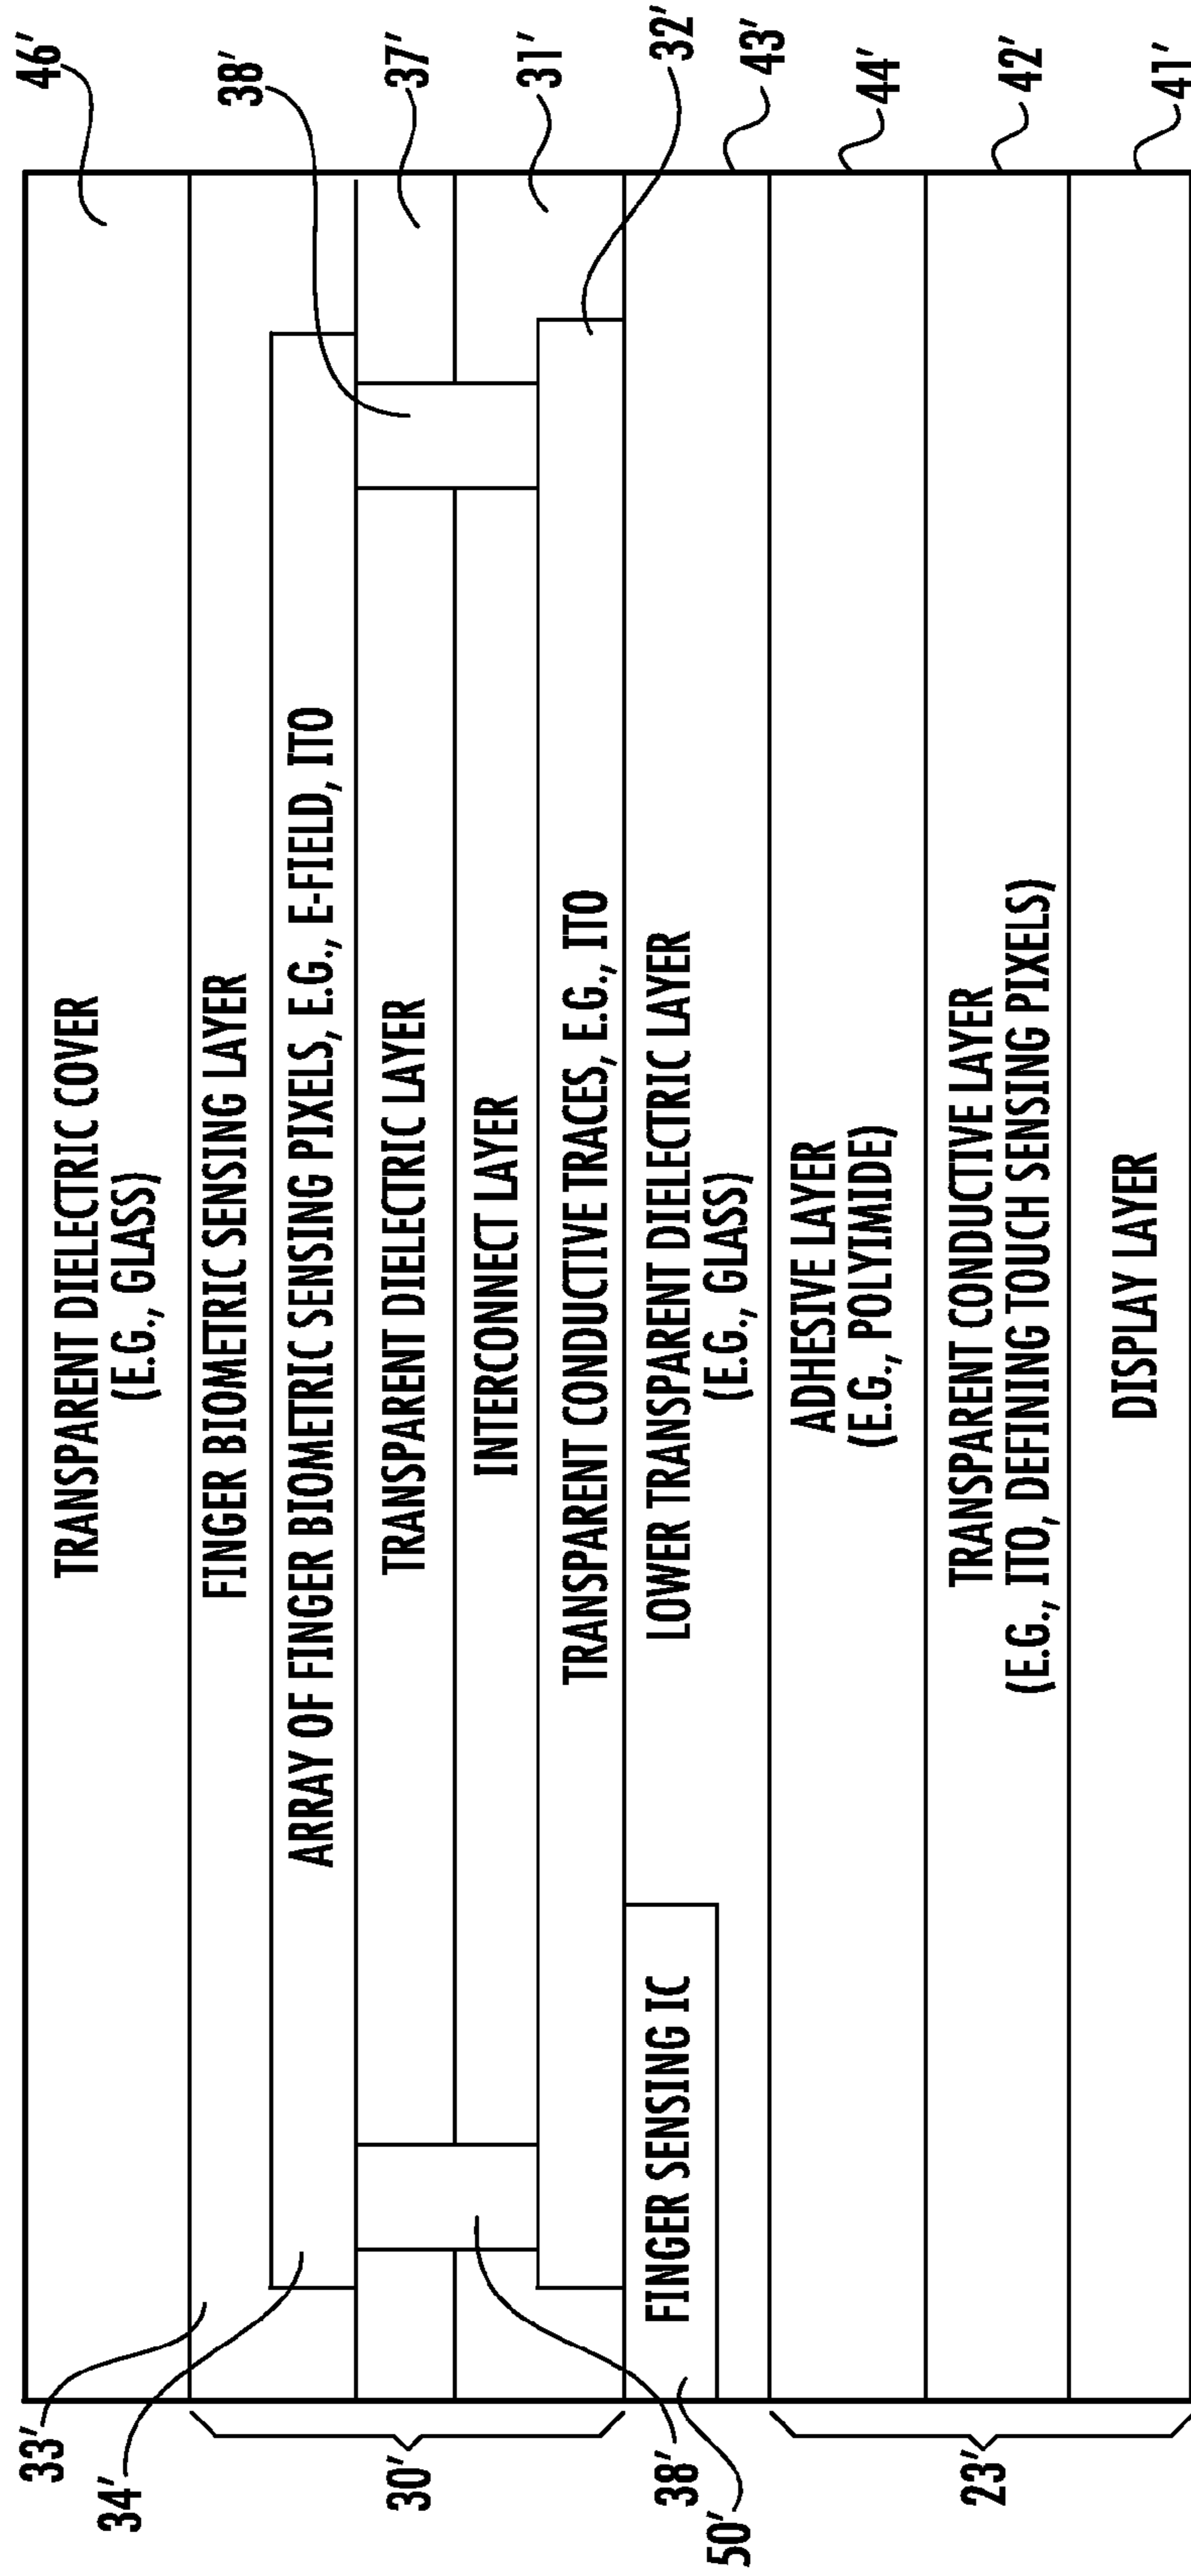 46'
TRANSPARENT DIELECTRIC COVER
(E.G., GLASS)
33'
38'
FINGER BIOMETRIC SENSING LAYER
34'
ARRAY OF FINGER BIOMETRIC SENSING PIXELS, E.G., E-FIELD, ITO
30'
TRANSPARENT DIELECTRIC LAYER
37'
INTERCONNECT LAYER
31'
TRANSPARENT CONDUCTIVE TRACES, E.G., ITO
32'
38'
50'
FINGER SENSING IC
LOWER TRANSPARENT DIELECTRIC LAYER
(E.G., GLASS)
43'
ADHESIVE LAYER
(E.G., POLYIMIDE)
44'
23'
TRANSPARENT CONDUCTIVE LAYER
(E.G., ITO, DEFINING TOUCH SENSING PIXELS)
42'
DISPLAY LAYER
41'